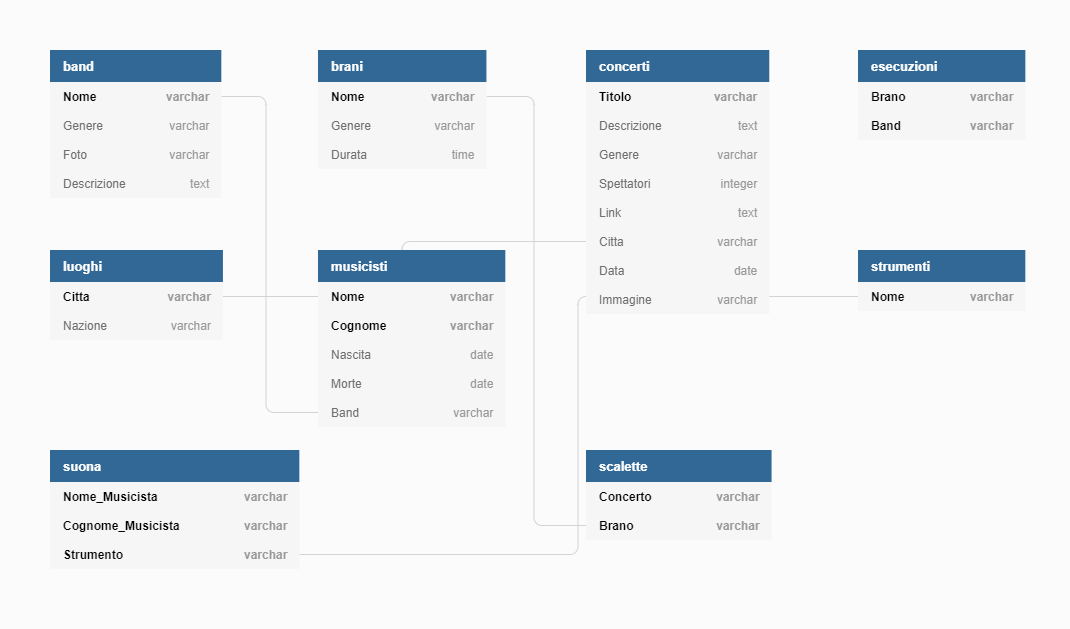 band
Nome varchar
Genere varchar
Foto varchar
Descrizione text
brani
Nome varchar
Genere varchar
Durata time
concerti
Titolo varchar
Descrizione text
Genere varchar
Spettatori integer
Link text
Citta varchar
Data date
Immagine varchar
esecuzioni
Brano varchar
Band varchar
luoghi
Citta varchar
Nazione varchar
musicisti
Nome varchar
Cognome varchar
Nascita date
Morte date
Band varchar
strumenti
Nome varchar
suona
Nome_Musicista varchar
Cognome_Musicista varchar
Strumento varchar
scalette
Concerto varchar
Brano varchar